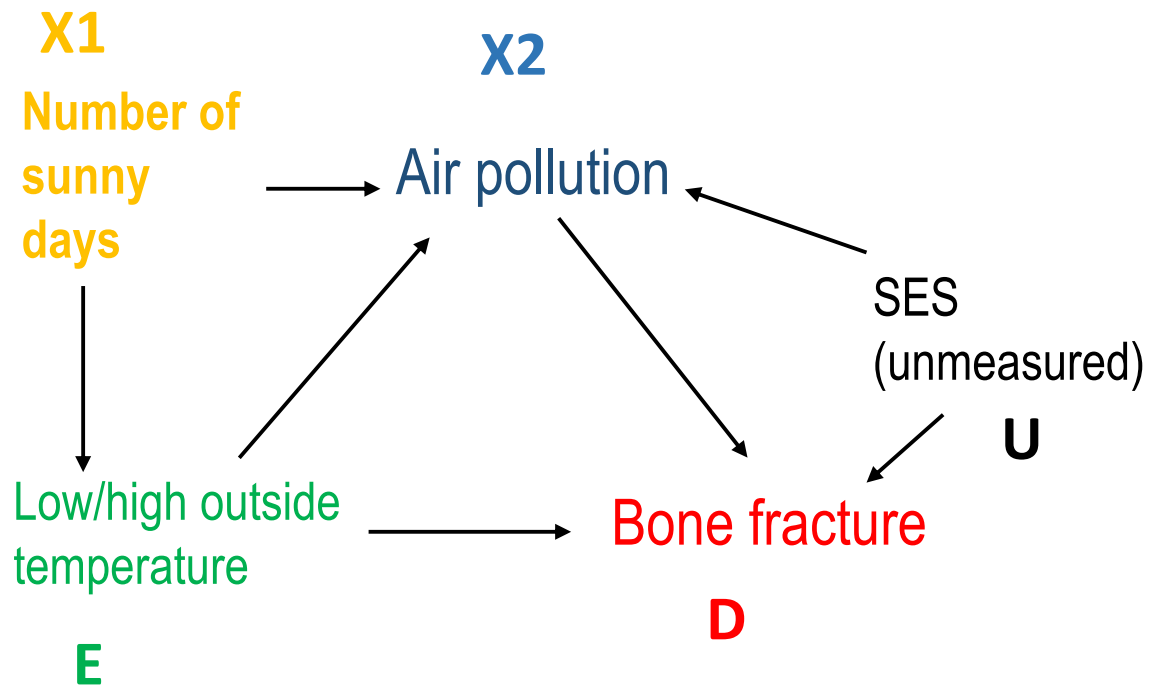 X1
Number of
sunny
days
X2
Air pollution
SES
(unmeasured)
U
Low/high outside
temperature
E
Bone fracture
D